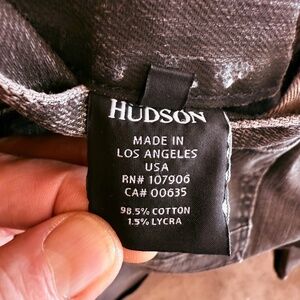 HUDSON
MADE IN
LOS ANGELES
USA
RN# 107906
CA# 00635
98.5% COTTON
1.5% LYCRA